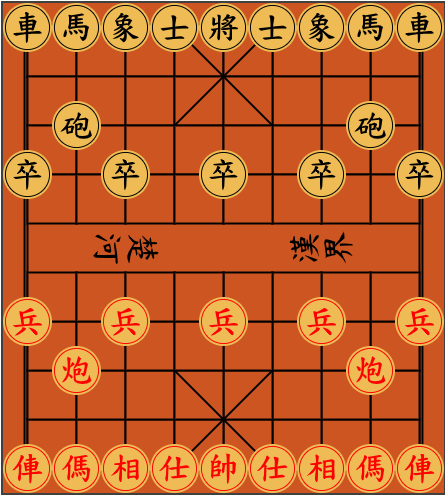 車馬象士將士象馬車
砲砲
卒卒卒卒卒
楚河 漢界
兵兵兵兵兵
炮炮
俥傌相仕帥仕相傌俥